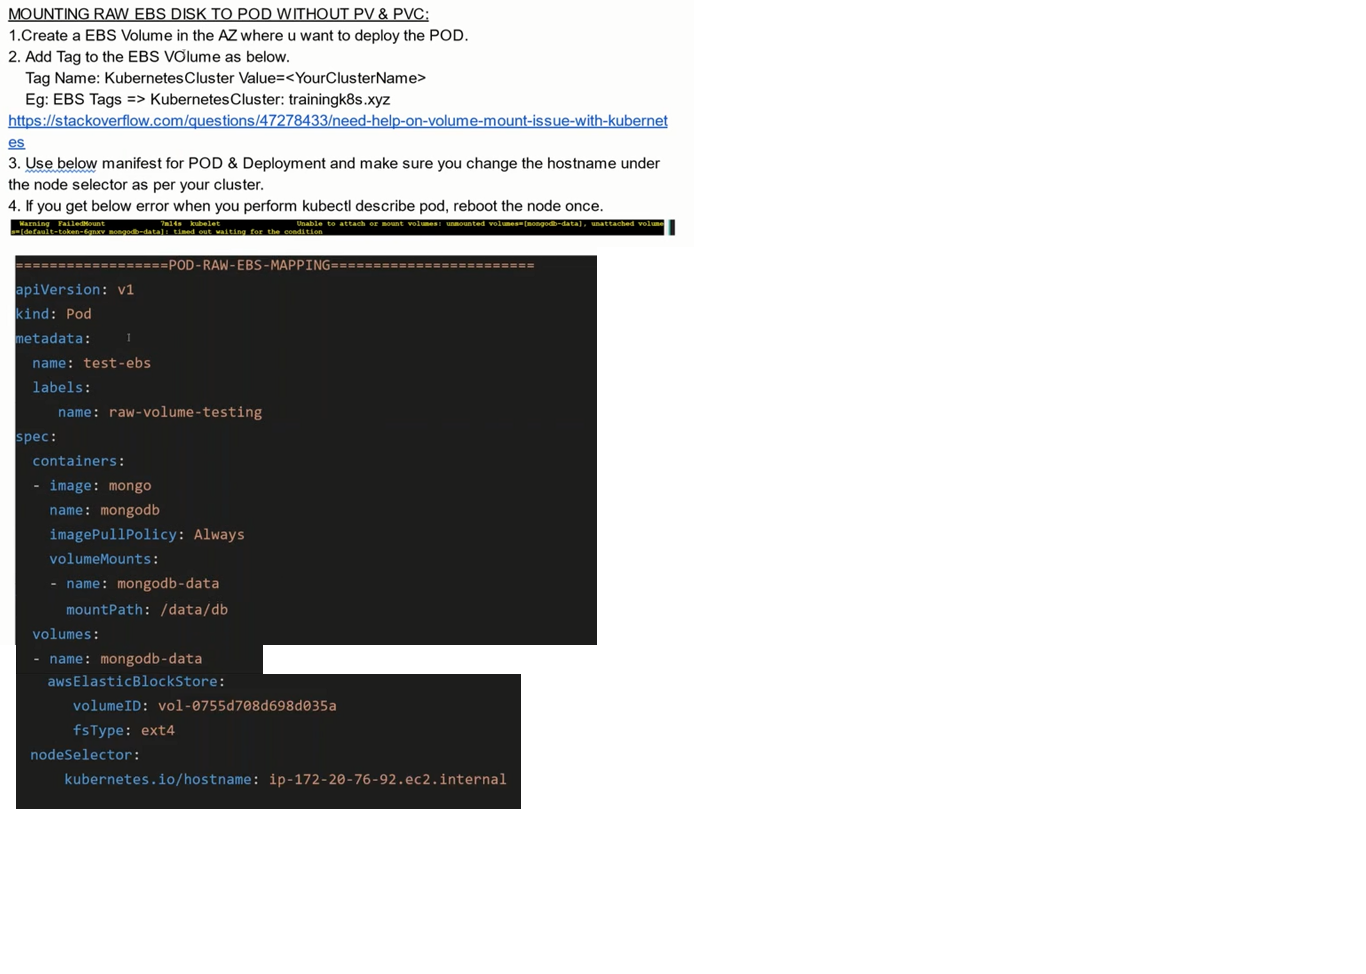 MOUNTING RAW EBS DISK TO POD WITHOUT PV & PVC:
1.Create a EBS Volume in the AZ where u want to deploy the POD.
2. Add Tag to the EBS VOlume as below.
Tag Name: KubernetesCluster Value=<YourClusterName>
Eg: EBS Tags => KubernetesCluster: trainingk8s.xyz
https://stackoverflow.com/questions/47278433/need-help-on-volume-mount-issue-with-kubernet
es
3. Use below manifest for POD & Deployment and make sure you change the hostname under
the node selector as per your cluster.
4. If you get below error when you perform kubectl describe pod, reboot the node once.
Warning  FailedMount  7m14s  kubelet  Unable to attach or mount volumes: unmounted volumes=[mongodb-data], unattached volume
s=[default-token-6gnxv mongodb-data]: timed out waiting for the condition
==================POD-RAW-EBS-MAPPING========================
apiVersion: v1
kind: Pod
metadata:
  name: test-ebs
  labels:
     name: raw-volume-testing
spec:
  containers:
  - image: mongo
    name: mongodb
    imagePullPolicy: Always
    volumeMounts:
    - name: mongodb-data
      mountPath: /data/db
  volumes:
  - name: mongodb-data
    awsElasticBlockStore:
       volumeID: vol-0755d708d698d035a
       fsType: ext4
  nodeSelector:
      kubernetes.io/hostname: ip-172-20-76-92.ec2.internal